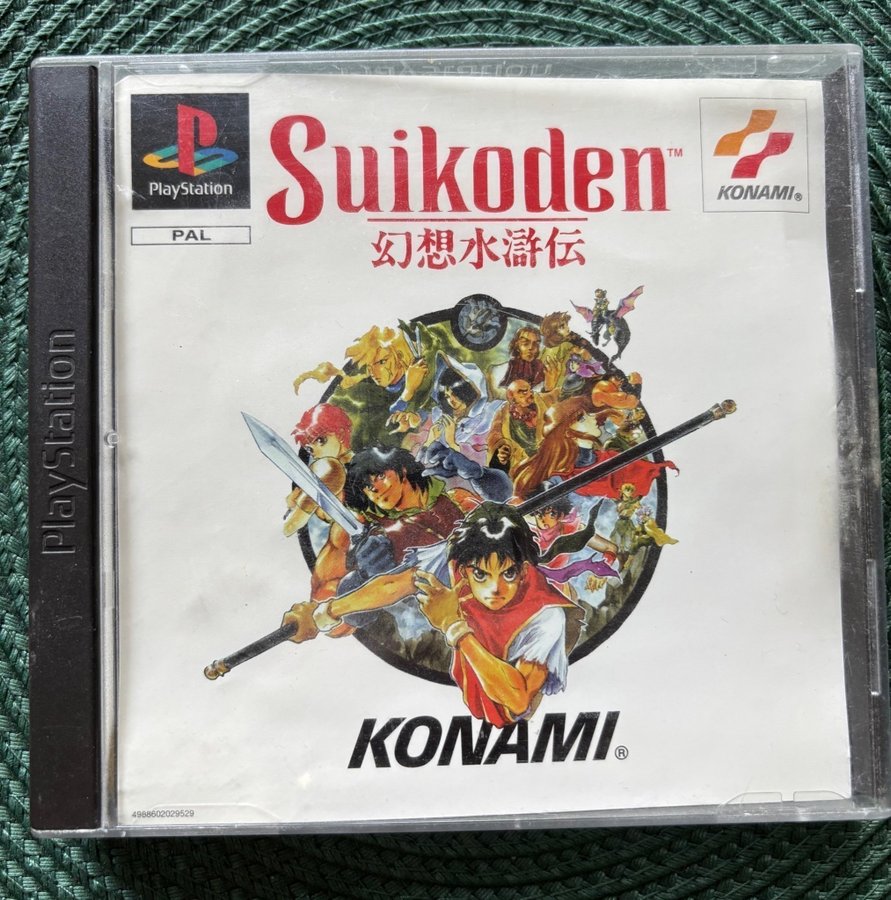 PlayStation
PlayStation
PAL
Suikoden™
幻想水滸伝
KONAMI®
KONAMI®
4988602029529